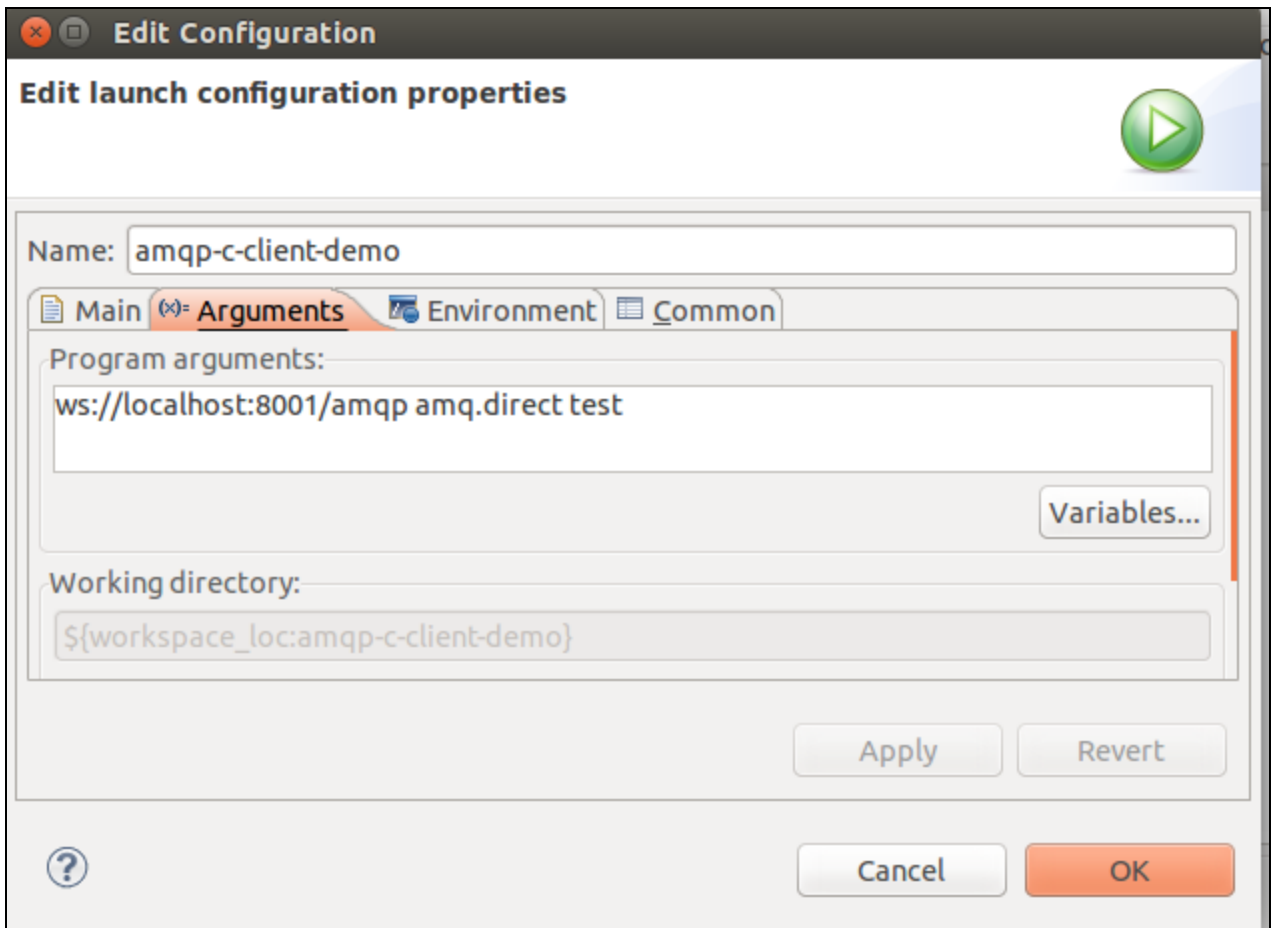 Edit Configuration
Edit launch configuration properties
Name: amqp-c-client-demo
Main (x)= Arguments Environment Common
Program arguments:
ws://localhost:8001/amqp amq.direct test
Variables...
Working directory:
${workspace_loc:amqp-c-client-demo}
Apply Revert
? Cancel OK